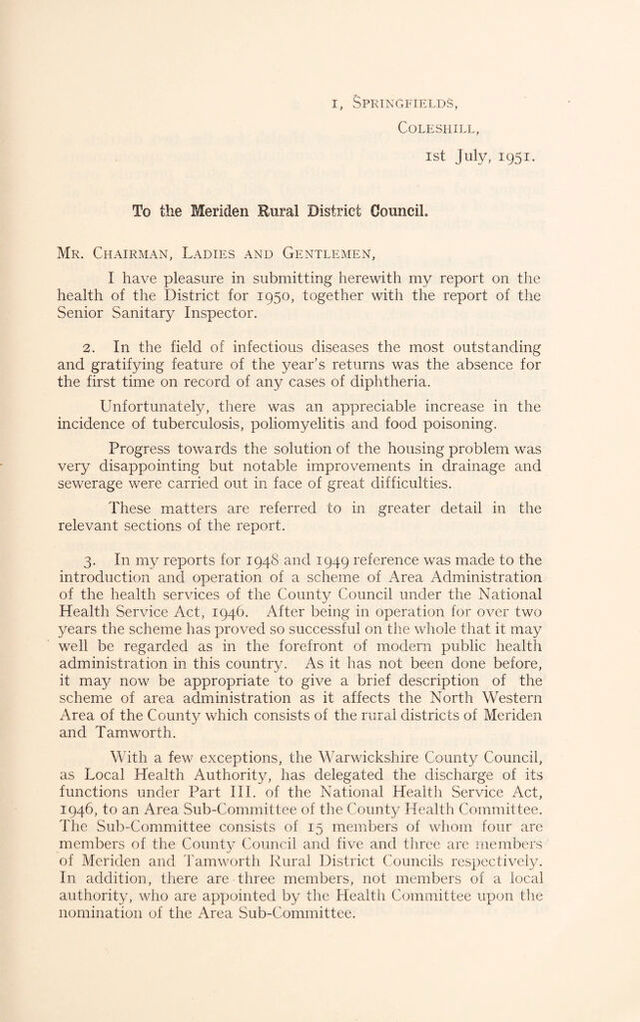 1, Springfields,
Coleshill,
1st July, 1951.
To the Meriden Rural District Council.
Mr. Chairman, Ladies and Gentlemen,
I have pleasure in submitting herewith my report on the
health of the District for 1950, together with the report of the
Senior Sanitary Inspector.
2. In the field of infectious diseases the most outstanding
and gratifying feature of the year's returns was the absence for
the first time on record of any cases of diphtheria.
Unfortunately, there was an appreciable increase in the
incidence of tuberculosis, poliomyelitis and food poisoning.
Progress towards the solution of the housing problem was
very disappointing but notable improvements in drainage and
sewerage were carried out in face of great difficulties.
These matters are referred to in greater detail in the
relevant sections of the report.
3. In my reports for 1948 and 1949 reference was made to the
introduction and operation of a scheme of Area Administration
of the health services of the County Council under the National
Health Service Act, 1946. After being in operation for over two
years the scheme has proved so successful on the whole that it may
well be regarded as in the forefront of modern public health
administration in this country. As it has not been done before,
it may now be appropriate to give a brief description of the
scheme of area administration as it affects the North Western
Area of the County which consists of the rural districts of Meriden
and Tamworth.
With a few exceptions, the Warwickshire County Council,
as Local Health Authority, has delegated the discharge of its
functions under Part III. of the National Health Service Act,
1946, to an Area Sub-Committee of the County Health Committee.
The Sub-Committee consists of 15 members of whom four are
members of the County Council and five and three are members
of Meriden and Tamworth Rural District Councils respectively.
In addition, there are three members, not members of a local
authority, who are appointed by the Health Committee upon the
nomination of the Area Sub-Committee.